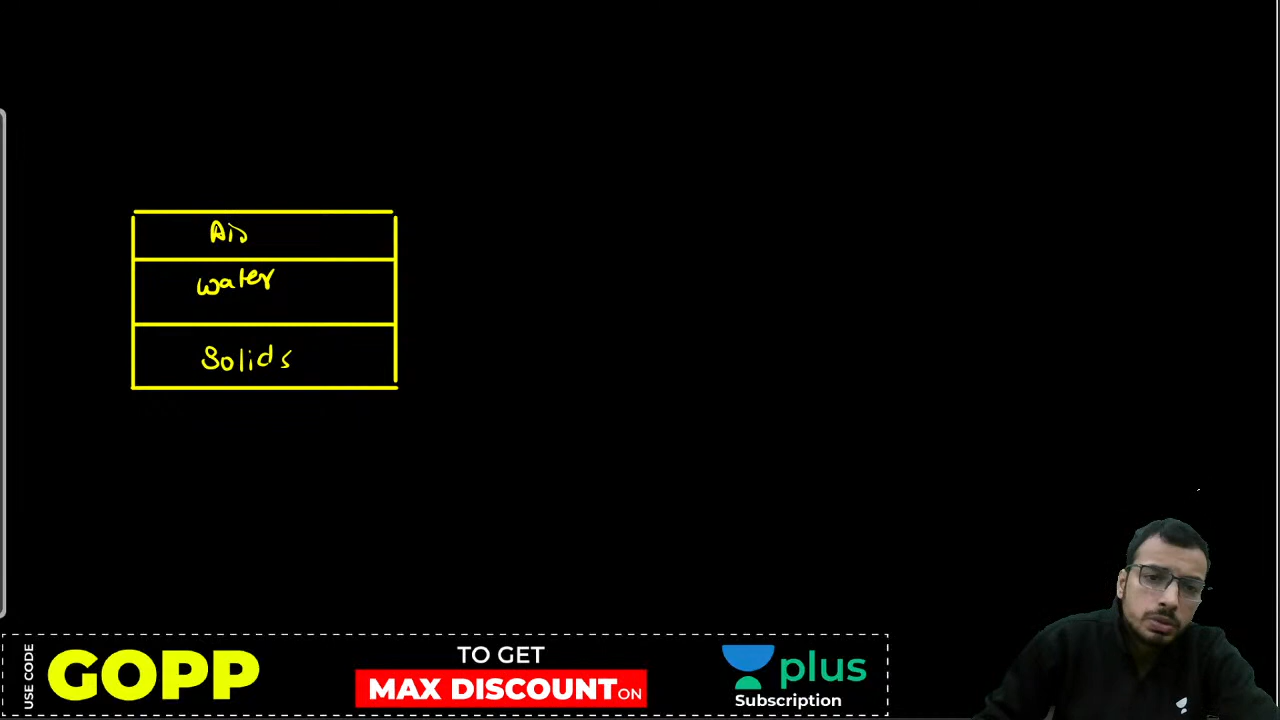 Air
water
Solids
USE CODE
GOPP
TO GET
MAX DISCOUNT ON
plus
Subscription